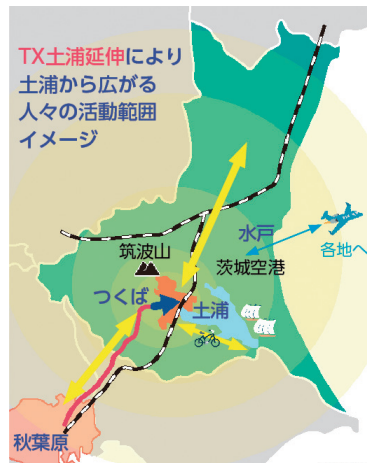 TX土浦延伸により
土浦から広がる
人々の活動範囲
イメージ
水戸
各地へ
筑波山
茨城空港
つくば
土浦
秋葉原